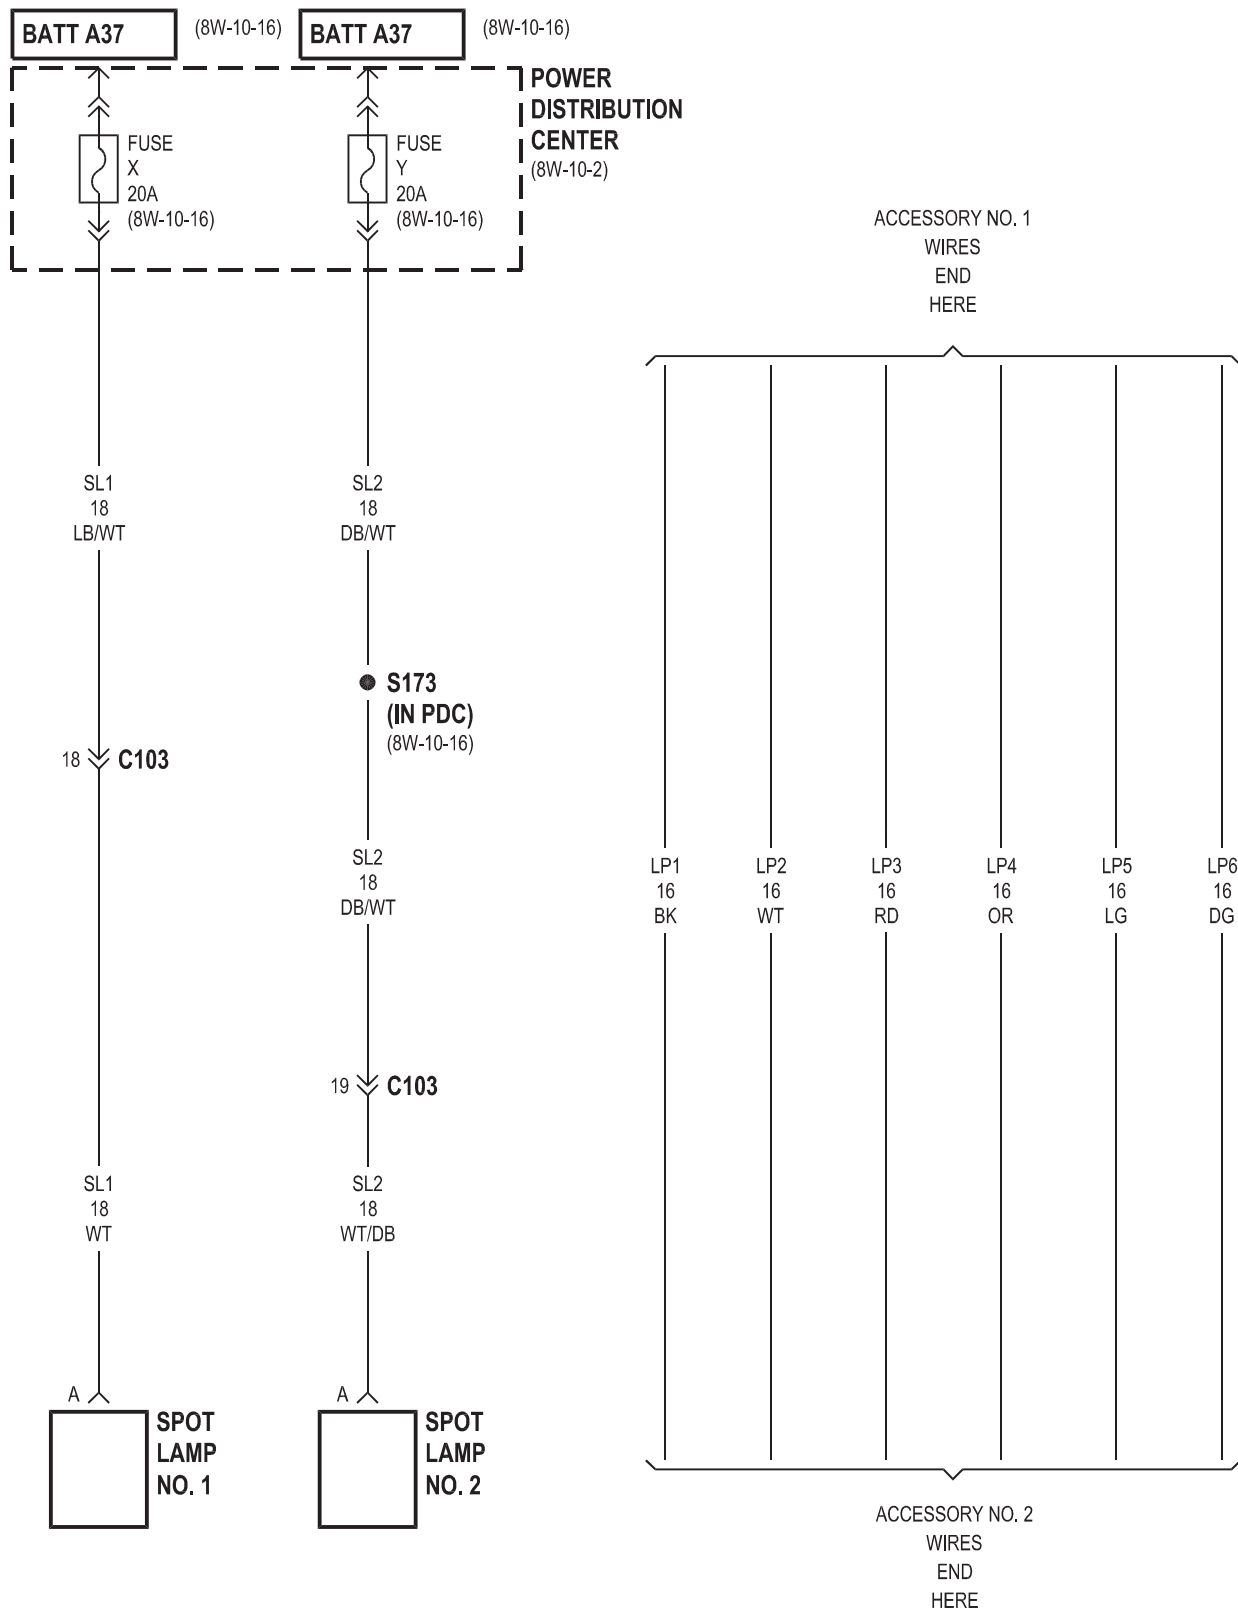 BATT A37
(8W-10-16)
BATT A37
(8W-10-16)
POWER
DISTRIBUTION
CENTER
(8W-10-2)
FUSE
X
20A
(8W-10-16)
FUSE
Y
20A
(8W-10-16)
ACCESSORY NO. 1
WIRES
END
HERE
SL1
18
LB/WT
SL2
18
DB/WT
S173
(IN PDC)
(8W-10-16)
18
C103
SL2
18
DB/WT
LP1
16
BK
LP2
16
WT
LP3
16
RD
LP4
16
OR
LP5
16
LG
LP6
16
DG
19
C103
SL1
18
WT
SL2
18
WT/DB
A
SPOT
LAMP
NO. 1
A
SPOT
LAMP
NO. 2
ACCESSORY NO. 2
WIRES
END
HERE